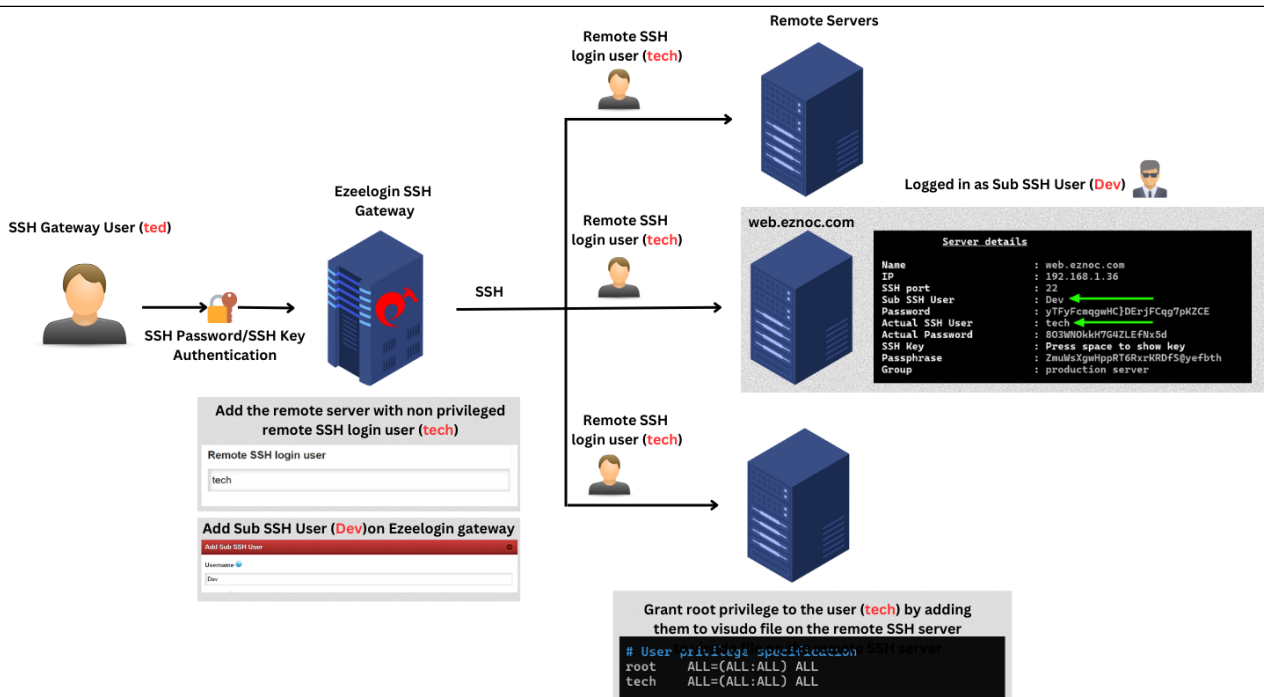 Remote Servers
Remote SSH
login user (tech)
Logged in as Sub SSH User (Dev)
Ezeelogin SSH
Gateway
SSH Gateway User (ted)
Remote SSH
login user (tech)
web.eznoc.com
Server details
Name : web.eznoc.com
IP : 192.168.1.36
SSH port : 22
Sub SSH User : Dev
Password : yTFyFcmqgwHC}DErjFCqg7pKZCE
Actual SSH User : tech
Actual Password : 8O3WNOkkH7G4ZLEfNx5d
SSH Key : Press space to show key
Passphrase : ZmuWsXgwHppRT6RxrKRDfS@yefbth
Group : production server
SSH
SSH Password/SSH Key
Authentication
Add the remote server with non privileged
remote SSH login user (tech)
Remote SSH login user
tech
Remote SSH
login user (tech)
Add Sub SSH User (Dev)on Ezeelogin gateway
Add Sub SSH User
Username
Dev
Grant root privilege to the user (tech) by adding
them to visudo file on the remote SSH server
# User privilege specification
root ALL=(ALL:ALL) ALL
tech ALL=(ALL:ALL) ALL